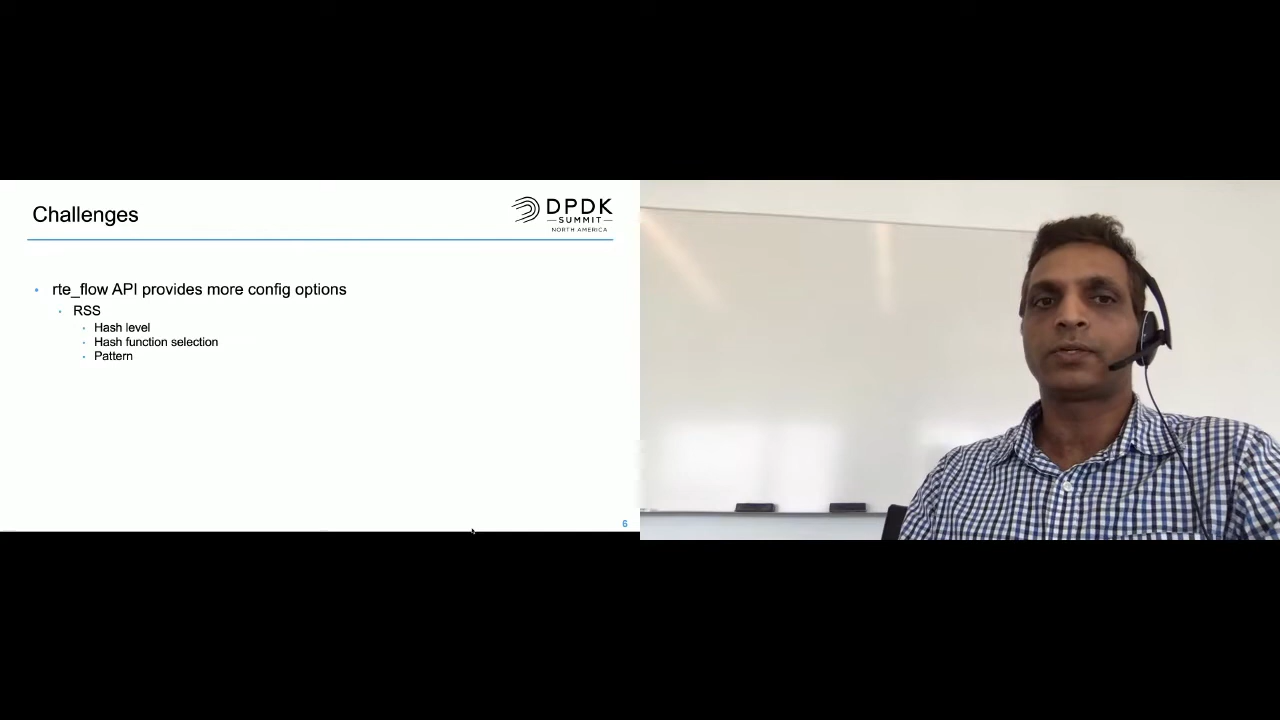 Challenges
DPDK
SUMMIT
NORTH AMERICA
rte_flow API provides more config options
RSS
Hash level
Hash function selection
Pattern
6